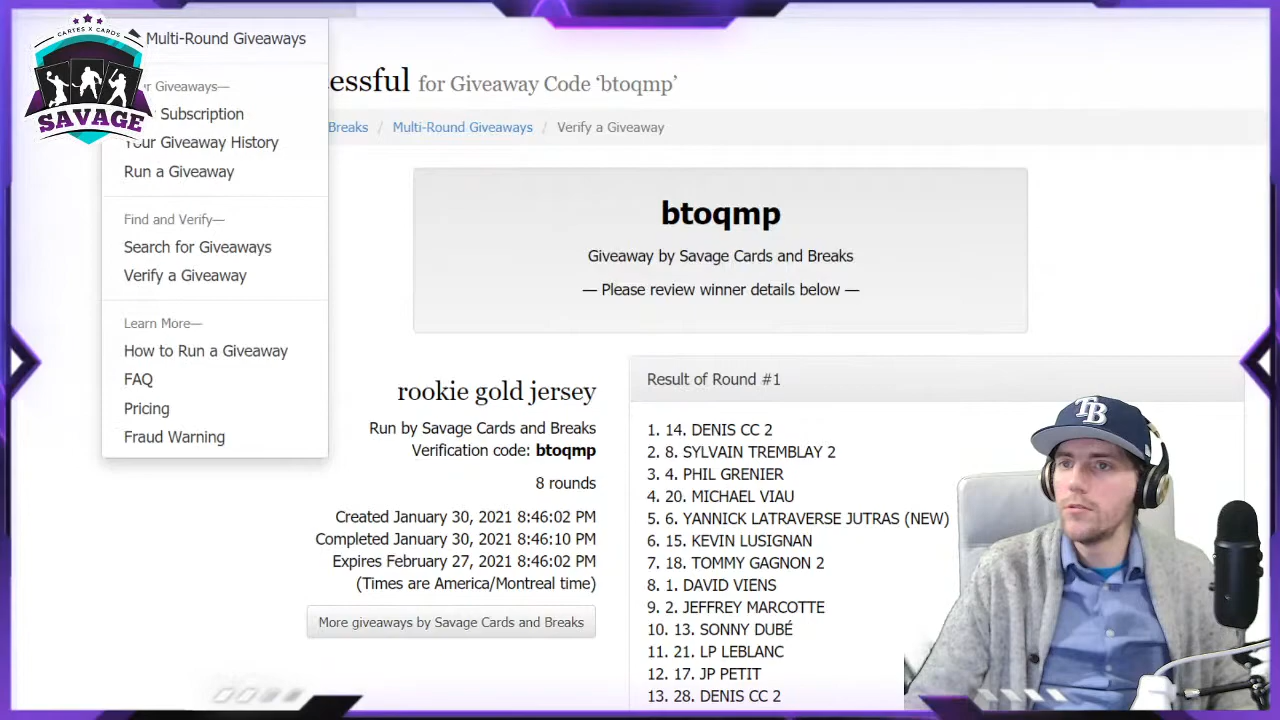 CARTES X CARDS
SAVAGE
Multi-Round Giveaways
Giveaways—
Subscription
Your Giveaway History
Run a Giveaway
Find and Verify—
Search for Giveaways
Verify a Giveaway
Learn More—
How to Run a Giveaway
FAQ
Pricing
Fraud Warning
essful for Giveaway Code ‘btoqmp’
Breaks / Multi-Round Giveaways / Verify a Giveaway
btoqmp
Giveaway by Savage Cards and Breaks
— Please review winner details below —
rookie gold jersey
Run by Savage Cards and Breaks
Verification code: btoqmp
8 rounds
Created January 30, 2021 8:46:02 PM
Completed January 30, 2021 8:46:10 PM
Expires February 27, 2021 8:46:02 PM
(Times are America/Montreal time)
More giveaways by Savage Cards and Breaks
Result of Round #1
1. 14. DENIS CC 2
2. 8. SYLVAIN TREMBLAY 2
3. 4. PHIL GRENIER
4. 20. MICHAEL VIAU
5. 6. YANNICK LATRAVERSE JUTRAS (NEW)
6. 15. KEVIN LUSIGNAN
7. 18. TOMMY GAGNON 2
8. 1. DAVID VIENS
9. 2. JEFFREY MARCOTTE
10. 13. SONNY DUBÉ
11. 21. LP LEBLANC
12. 17. JP PETIT
13. 28. DENIS CC 2
TB